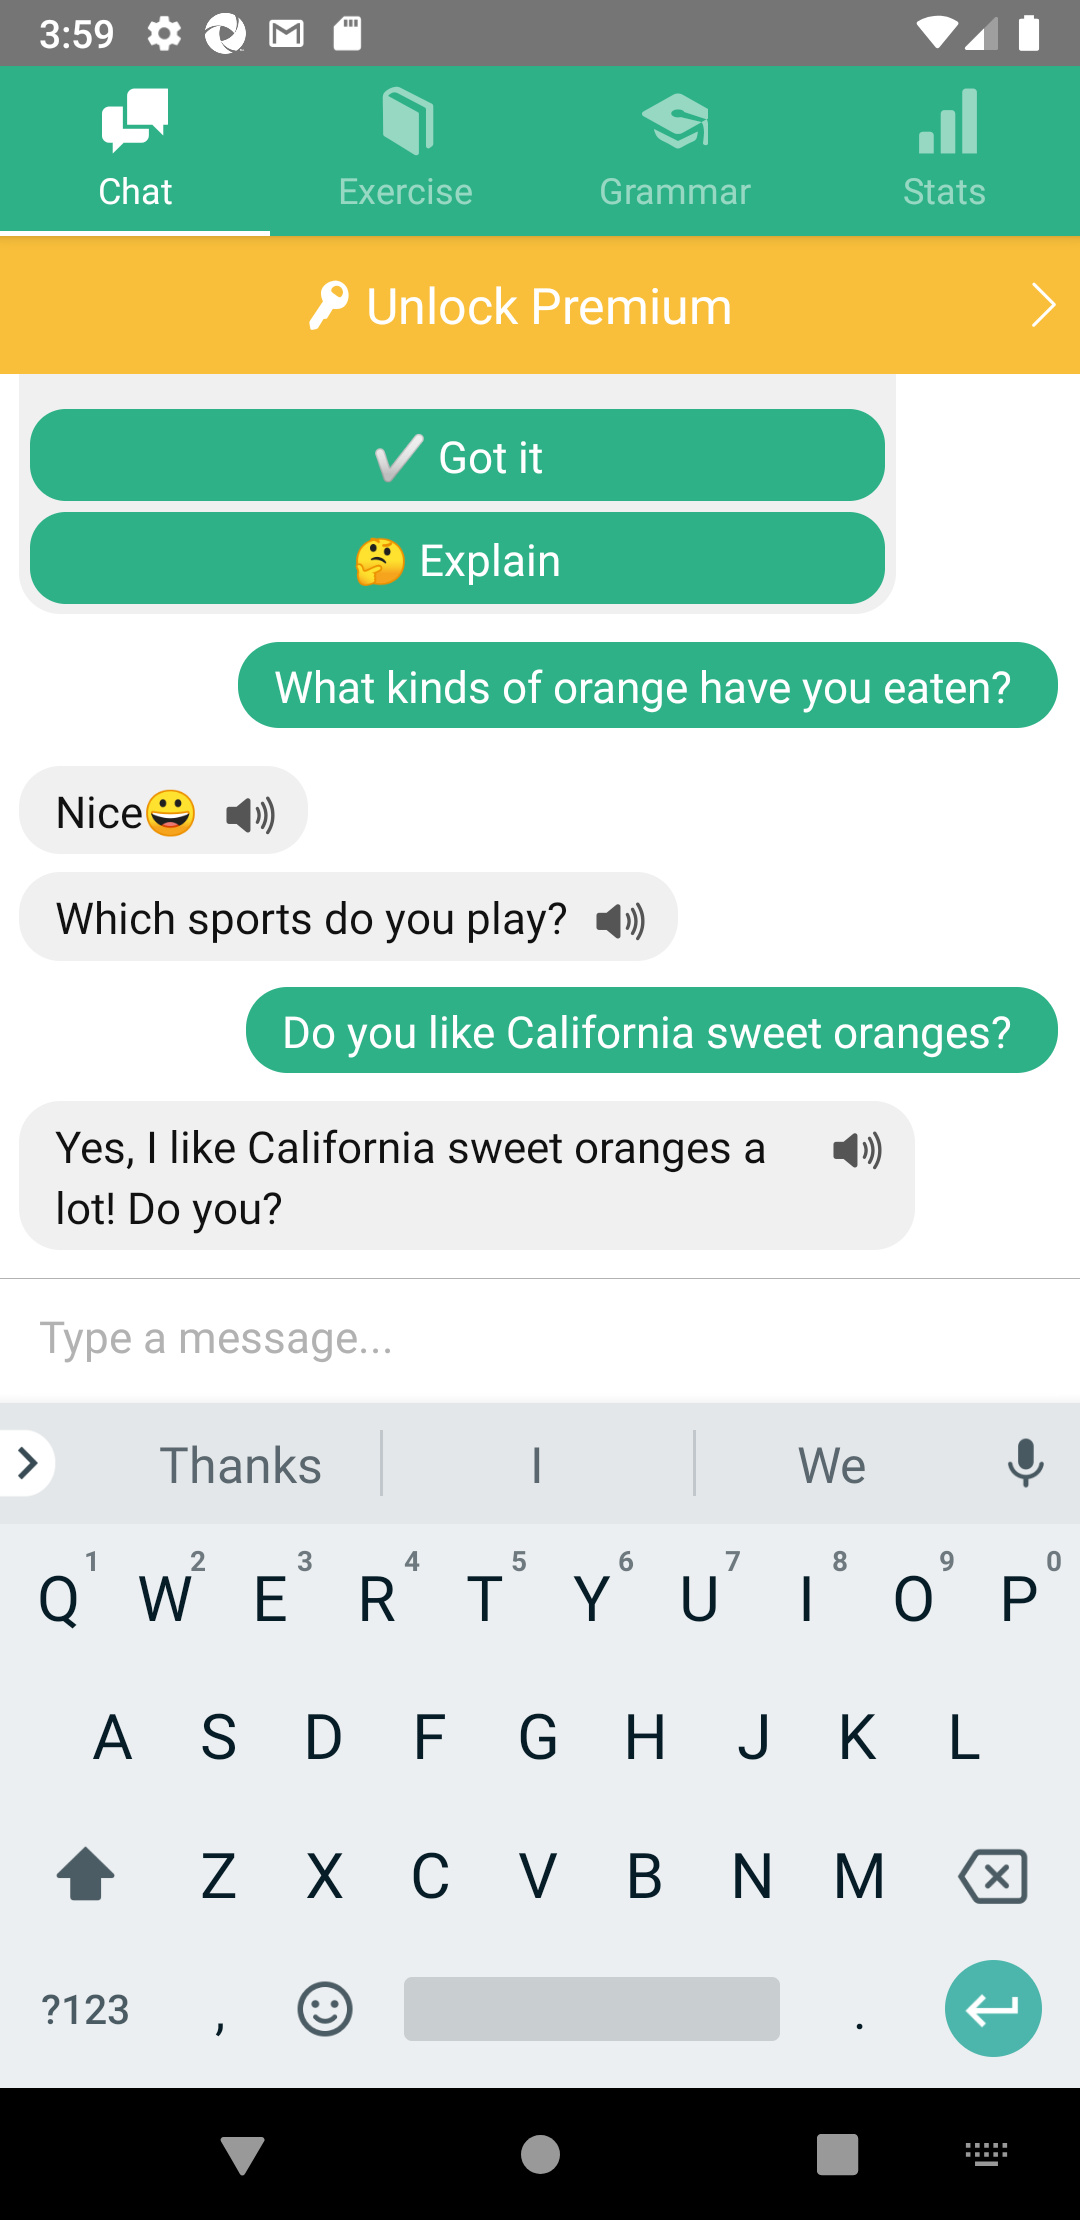 3:59
Chat
Exercise
Grammar
Stats
Unlock Premium
Got it
Explain
What kinds of orange have you eaten?
Nice
Which sports do you play?
Do you like California sweet oranges?
Yes, I like California sweet oranges a
lot! Do you?
Type a message...
Thanks
I
We
1 2 3 4 5 6 7 8 9 0
Q W E R T Y U I O P
A S D F G H J K L
Z X C V B N M
?123 , .